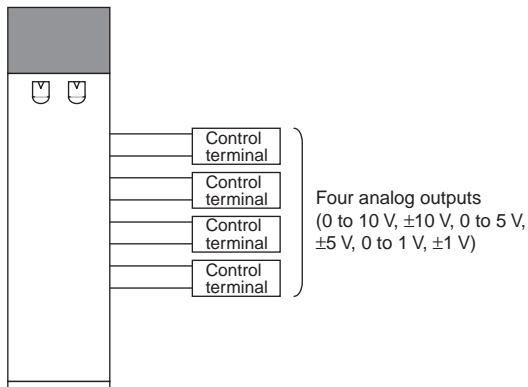 Control
terminal
Control
terminal
Control
terminal
Control
terminal
Four analog outputs
(0 to 10 V, ±10 V, 0 to 5 V,
±5 V, 0 to 1 V, ±1 V)